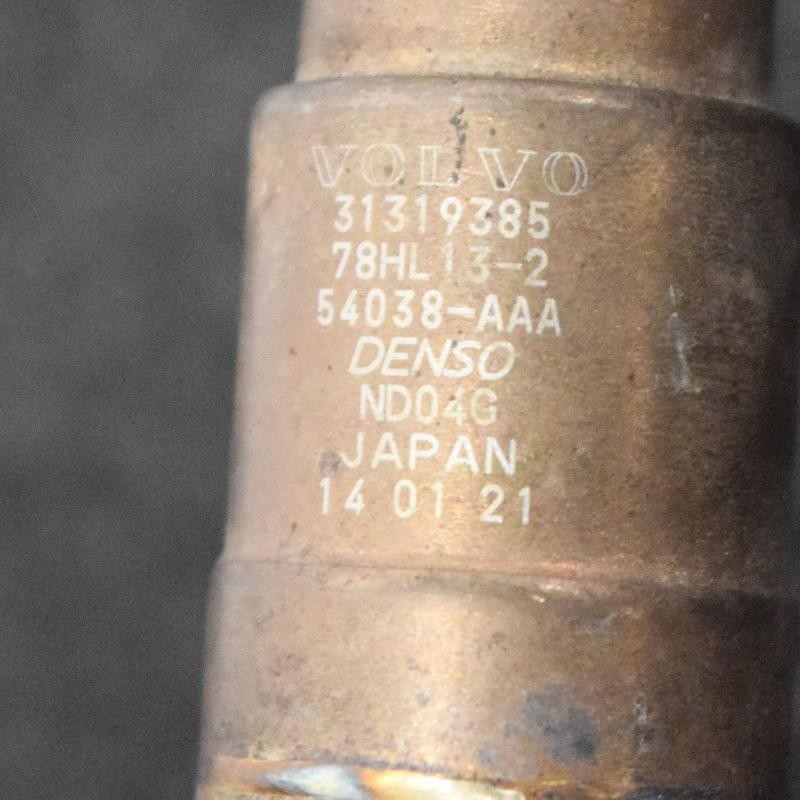 VOLVO
31319385
78HL13-2
54038-AAA
DENSO
ND04G
JAPAN
14 01 21